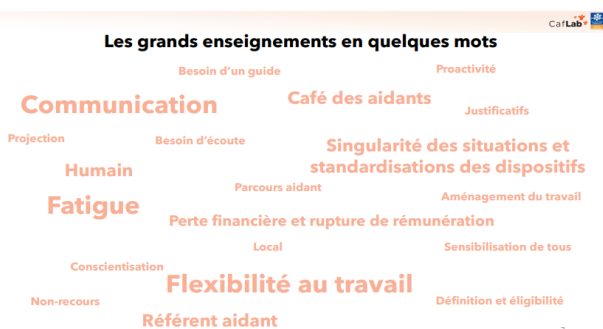 CafLab
Les grands enseignements en quelques mots
Besoin d'un guide
Proactivité
Communication
Café des aidants
Justificatifs
Projection
Besoin d'écoute
Singularité des situations et
standardisations des dispositifs
Humain
Parcours aidant
Aménagement du travail
Fatigue
Perte financière et rupture de rémunération
Local
Sensibilisation de tous
Conscientisation
Flexibilité au travail
Non-recours
Définition et éligibilité
Référent aidant